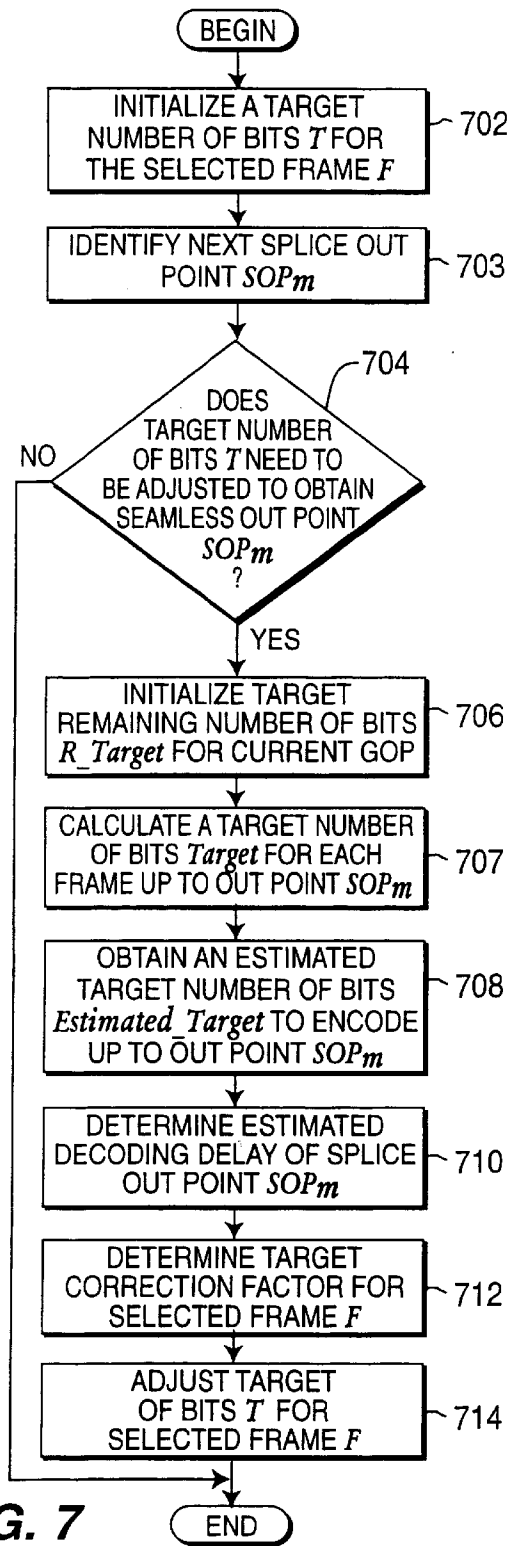 BEGIN
INITIALIZE A TARGET
NUMBER OF BITS T FOR
THE SELECTED FRAME F
702
IDENTIFY NEXT SPLICE OUT
POINT SOPm
703
704
DOES
TARGET NUMBER
OF BITS T NEED TO
BE ADJUSTED TO OBTAIN
SEAMLESS OUT POINT
SOPm
?
NO
YES
INITIALIZE TARGET
REMAINING NUMBER OF BITS
R_Target FOR CURRENT GOP
706
CALCULATE A TARGET NUMBER
OF BITS Target FOR EACH
FRAME UP TO OUT POINT SOPm
707
OBTAIN AN ESTIMATED
TARGET NUMBER OF BITS
Estimated_Target TO ENCODE
UP TO OUT POINT SOPm
708
DETERMINE ESTIMATED
DECODING DELAY OF SPLICE
OUT POINT SOPm
710
DETERMINE TARGET
CORRECTION FACTOR FOR
SELECTED FRAME F
712
ADJUST TARGET
OF BITS T FOR
SELECTED FRAME F
714
G. 7
END